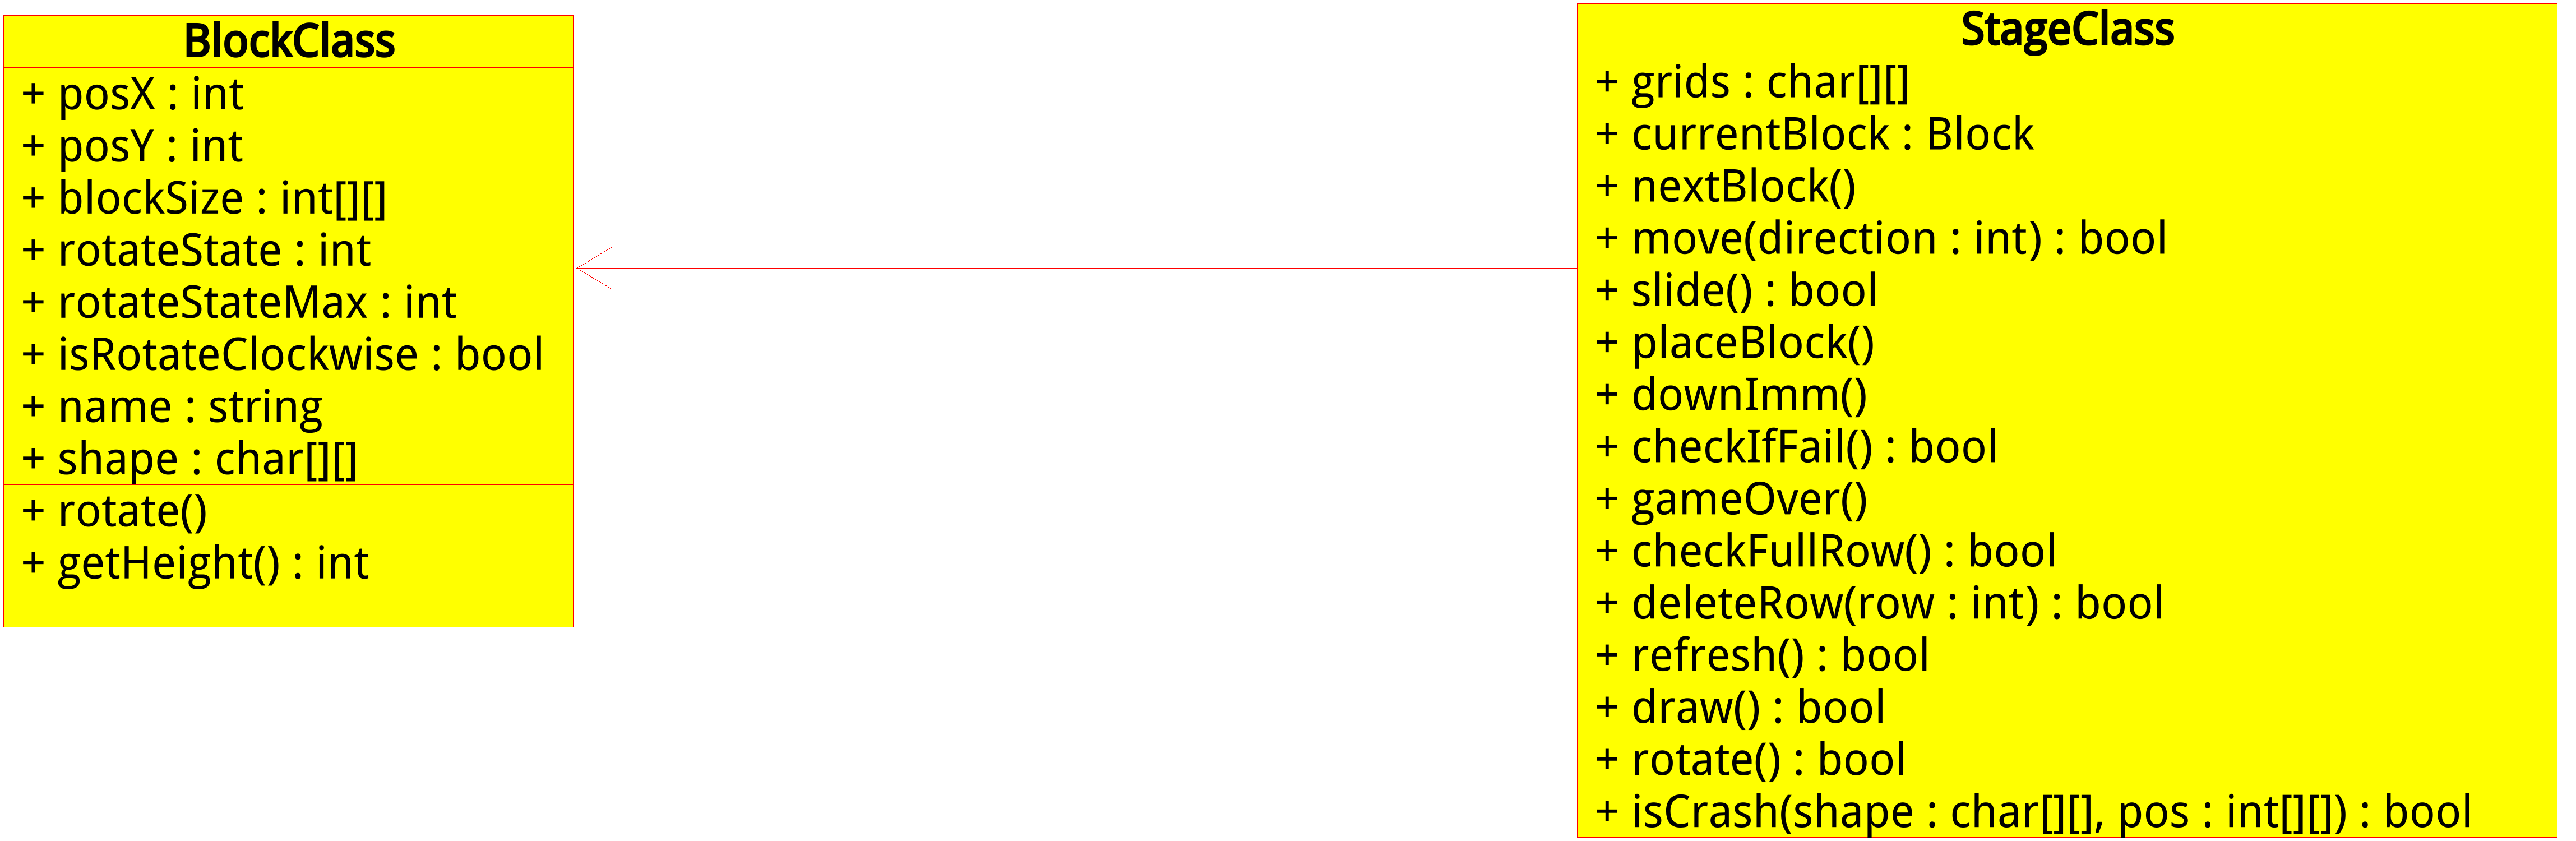 BlockClass
+ posX : int
+ posY : int
+ blockSize : int[][]
+ rotateState : int
+ rotateStateMax : int
+ isRotateClockwise : bool
+ name : string
+ shape : char[][]
+ rotate()
+ getHeight() : int
StageClass
+ grids : char[][]
+ currentBlock : Block
+ nextBlock()
+ move(direction : int) : bool
+ slide() : bool
+ placeBlock()
+ downImm()
+ checkIfFail() : bool
+ gameOver()
+ checkFullRow() : bool
+ deleteRow(row : int) : bool
+ refresh() : bool
+ draw() : bool
+ rotate() : bool
+ isCrash(shape : char[][], pos : int[][]) : bool